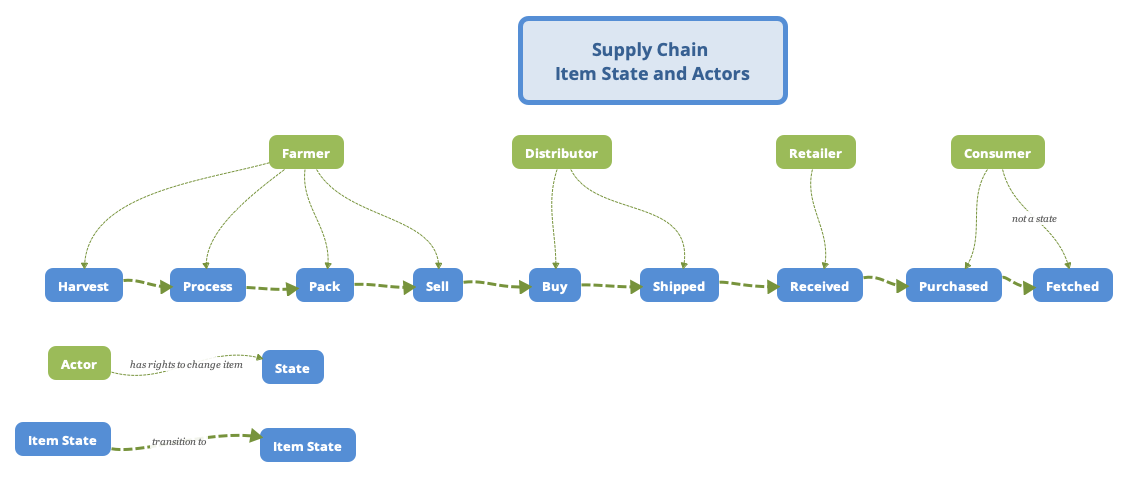 Supply Chain
Item State and Actors
Farmer
Distributor
Retailer
Consumer
not a state
Harvest
Process
Pack
Sell
Buy
Shipped
Received
Purchased
Fetched
Actor
has rights to change item
State
Item State
transition to
Item State